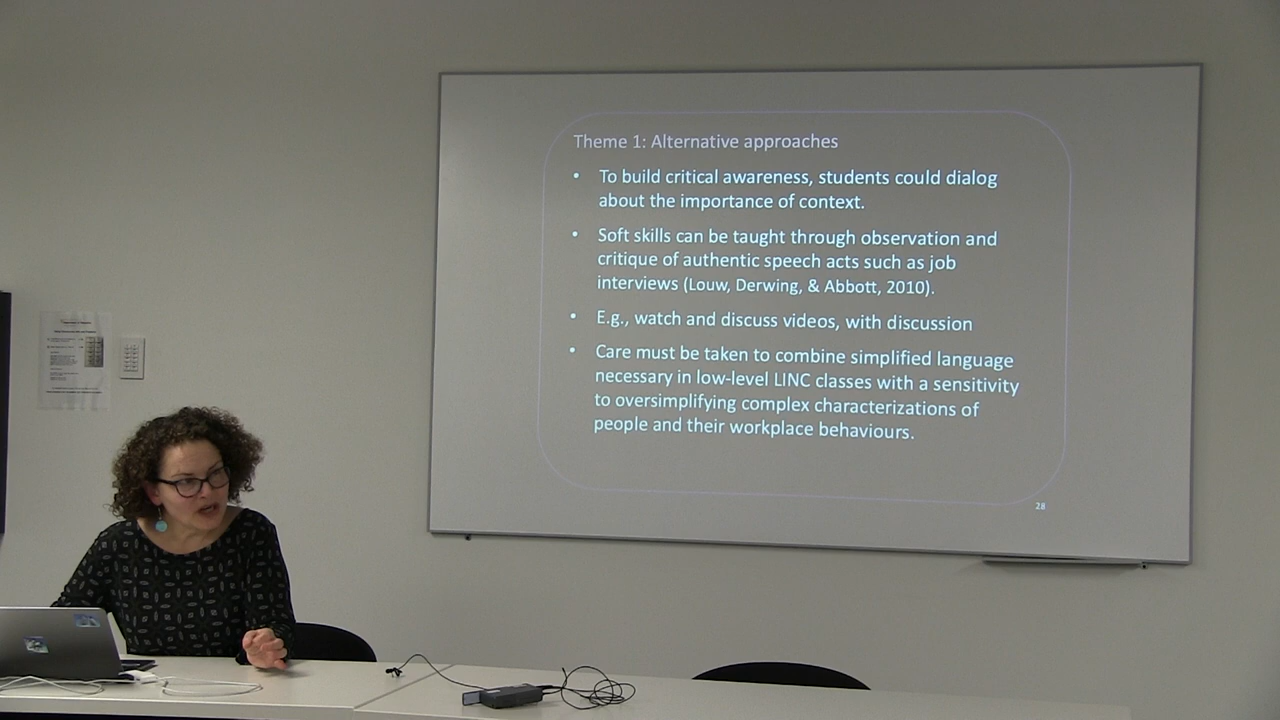 Theme 1: Alternative approaches
• To build critical awareness, students could dialog
about the importance of context.
• Soft skills can be taught through observation and
critique of authentic speech acts such as job
interviews (Louw, Derwing, & Abbott, 2010).
• E.g., watch and discuss videos, with discussion
• Care must be taken to combine simplified language
necessary in low-level LINC classes with a sensitivity
to oversimplifying complex characterizations of
people and their workplace behaviours.
28